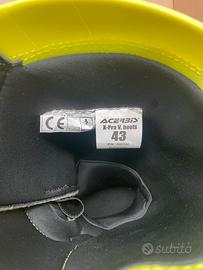 CE
ACERBIS
X-Pro V. boots
43
subito